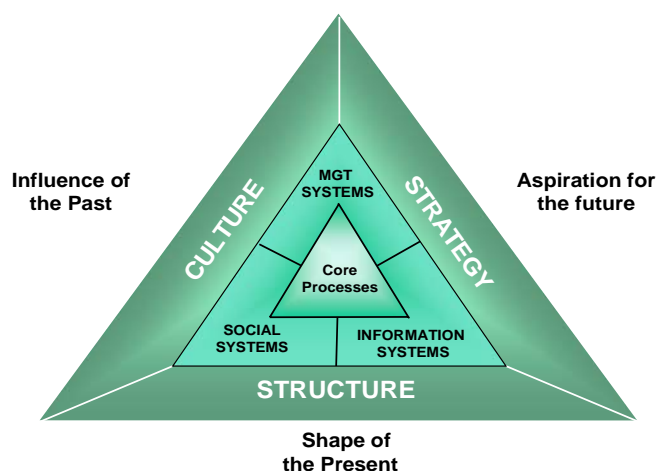 MGT
SYSTEMS
Influence of
the Past
CULTURE
STRATEGY
Aspiration for
the future
Core
Processes
SOCIAL
SYSTEMS
INFORMATION
SYSTEMS
STRUCTURE
Shape of
the Present